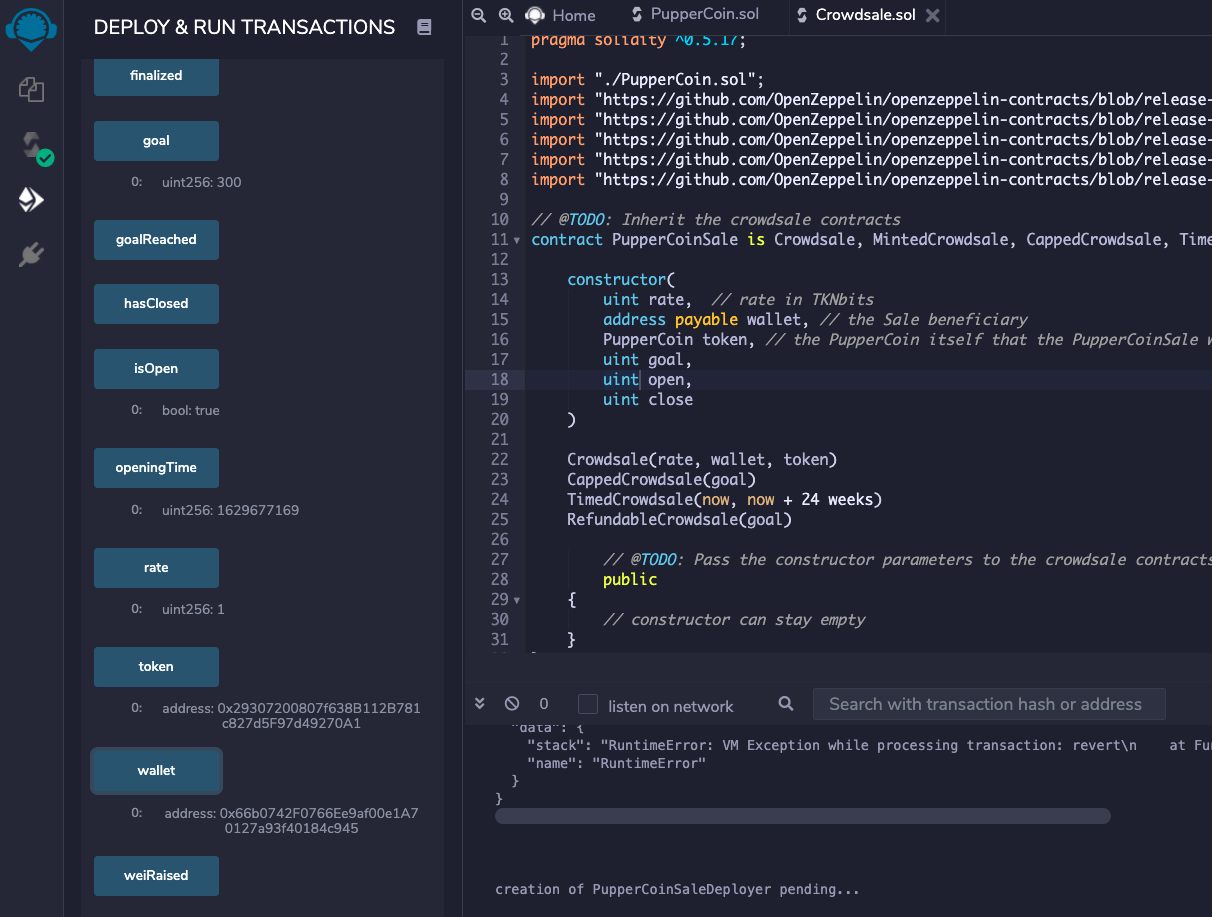 DEPLOY & RUN TRANSACTIONS
finalized
goal
0: uint256: 300
goalReached
hasClosed
isOpen
0: bool: true
openingTime
0: uint256: 1629677169
rate
0: uint256: 1
token
0: address: 0x29307200807f638B112B781
c827d5F97d49270A1
wallet
0: address: 0x66b0742F0766Ee9af00e1A7
0127a93f40184c945
weiRaised
Home
PupperCoin.sol
Crowdsale.sol
1 pragma solidity ^0.5.17;
2
3 import "./PupperCoin.sol";
4 import "https://github.com/OpenZeppelin/openzeppelin-contracts/blob/release-
5 import "https://github.com/OpenZeppelin/openzeppelin-contracts/blob/release-
6 import "https://github.com/OpenZeppelin/openzeppelin-contracts/blob/release-
7 import "https://github.com/OpenZeppelin/openzeppelin-contracts/blob/release-
8 import "https://github.com/OpenZeppelin/openzeppelin-contracts/blob/release-
9
10 // @TODO: Inherit the crowdsale contracts
11 contract PupperCoinSale is Crowdsale, MintedCrowdsale, CappedCrowdsale, Time
12
13 constructor(
14 uint rate, // rate in TKNbits
15 address payable wallet, // the Sale beneficiary
16 PupperCoin token, // the PupperCoin itself that the PupperCoinSale w
17 uint goal,
18 uint open,
19 uint close
20 )
21
22 Crowdsale(rate, wallet, token)
23 CappedCrowdsale(goal)
24 TimedCrowdsale(now, now + 24 weeks)
25 RefundableCrowdsale(goal)
26
27 // @TODO: Pass the constructor parameters to the crowdsale contracts
28 public
29 {
30 // constructor can stay empty
31 }
0
listen on network
Search with transaction hash or address
"data": {
"stack": "RuntimeError: VM Exception while processing transaction: revert\n at Fun
"name": "RuntimeError"
}
}
creation of PupperCoinSaleDeployer pending...